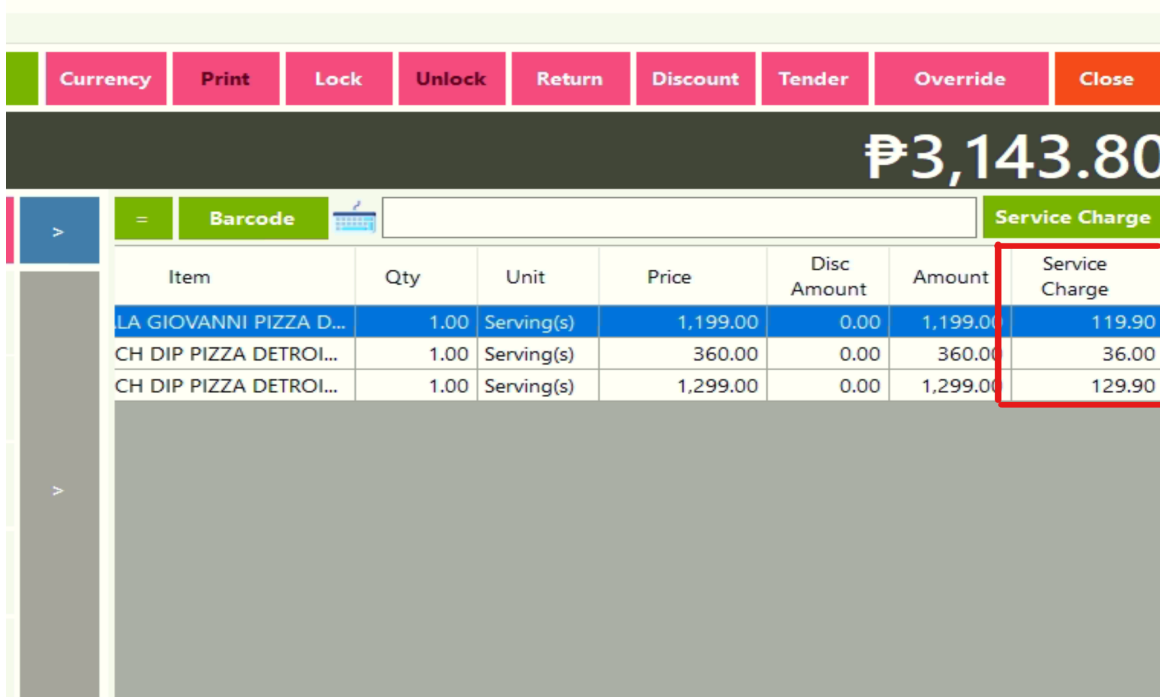 Currency Print Lock Unlock Return Discount Tender Override Close
₱3,143.80
> = Barcode Service Charge
Item Qty Unit Price Disc Amount Amount Service Charge
LA GIOVANNI PIZZA D... 1.00 Serving(s) 1,199.00 0.00 1,199.00 119.90
CH DIP PIZZA DETROI... 1.00 Serving(s) 360.00 0.00 360.00 36.00
CH DIP PIZZA DETROI... 1.00 Serving(s) 1,299.00 0.00 1,299.00 129.90
>